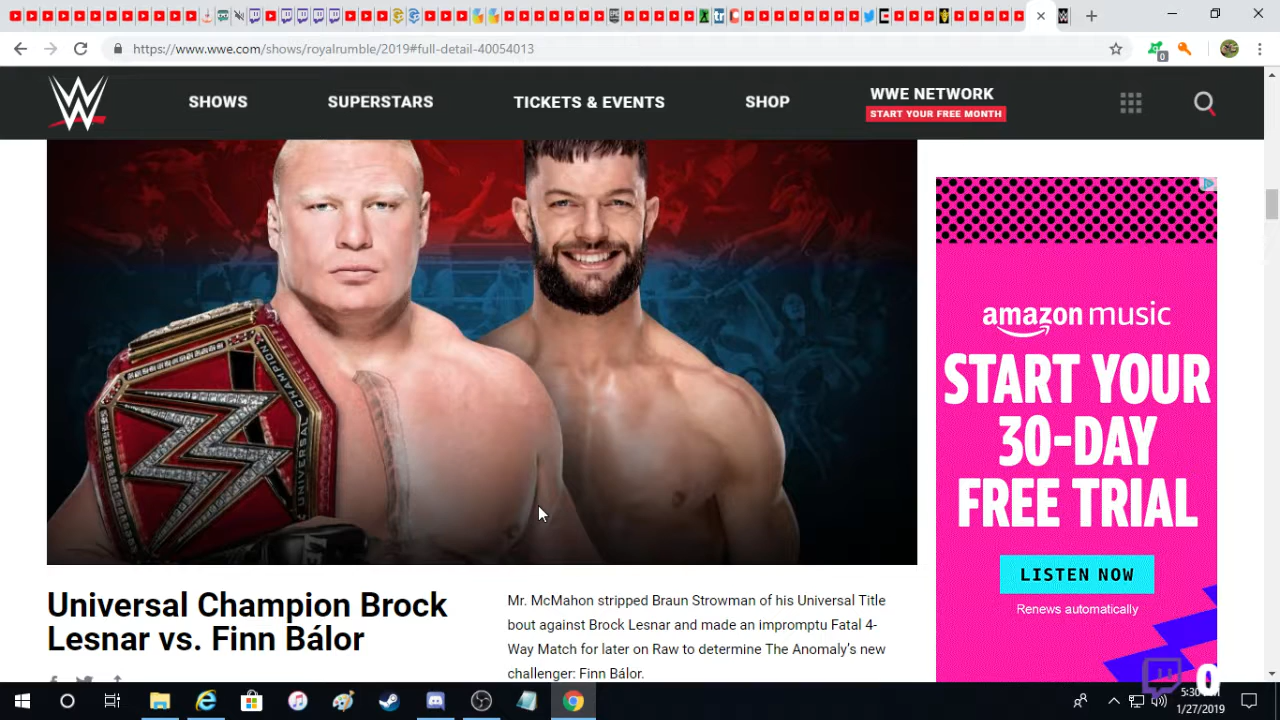 https://www.wwe.com/shows/royalrumble/2019#full-detail-40054013
0
W
SHOWS
SUPERSTARS
TICKETS & EVENTS
SHOP
WWE NETWORK
START YOUR FREE MONTH
CHAMPION
UNIVERSAL
amazon music
START YOUR
30-DAY
FREE TRIAL
LISTEN NOW
Renews automatically
Universal Champion Brock
Lesnar vs. Finn Bálor
Mr. McMahon stripped Braun Strowman of his Universal Title
bout against Brock Lesnar and made an impromptu Fatal 4-
Way Match for later on Raw to determine The Anomaly's new
challenger: Finn Bálor.
0
1/27/2019